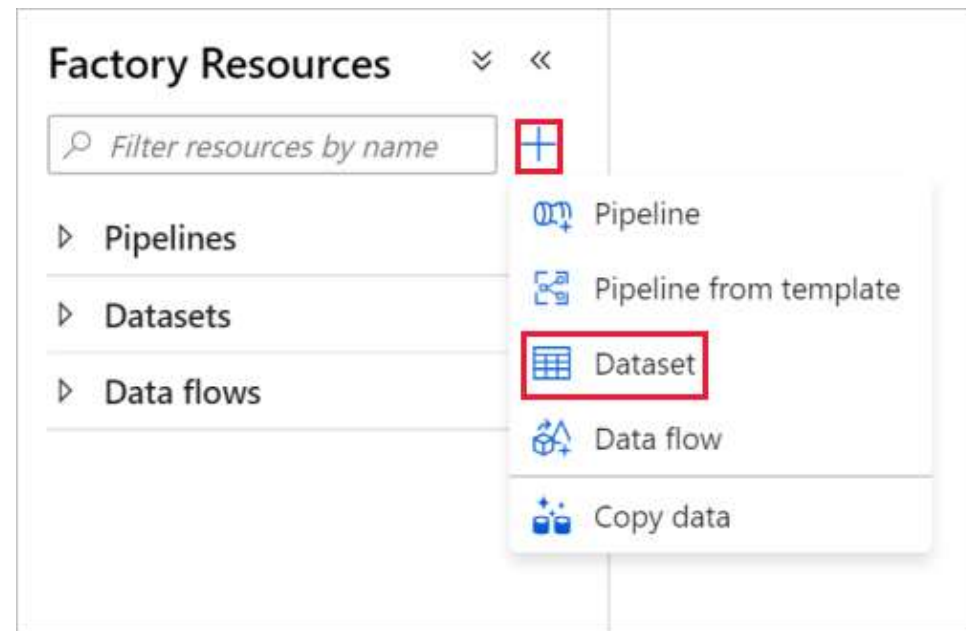 Factory Resources
Filter resources by name
Pipelines
Datasets
Data flows
Pipeline
Pipeline from template
Dataset
Data flow
Copy data